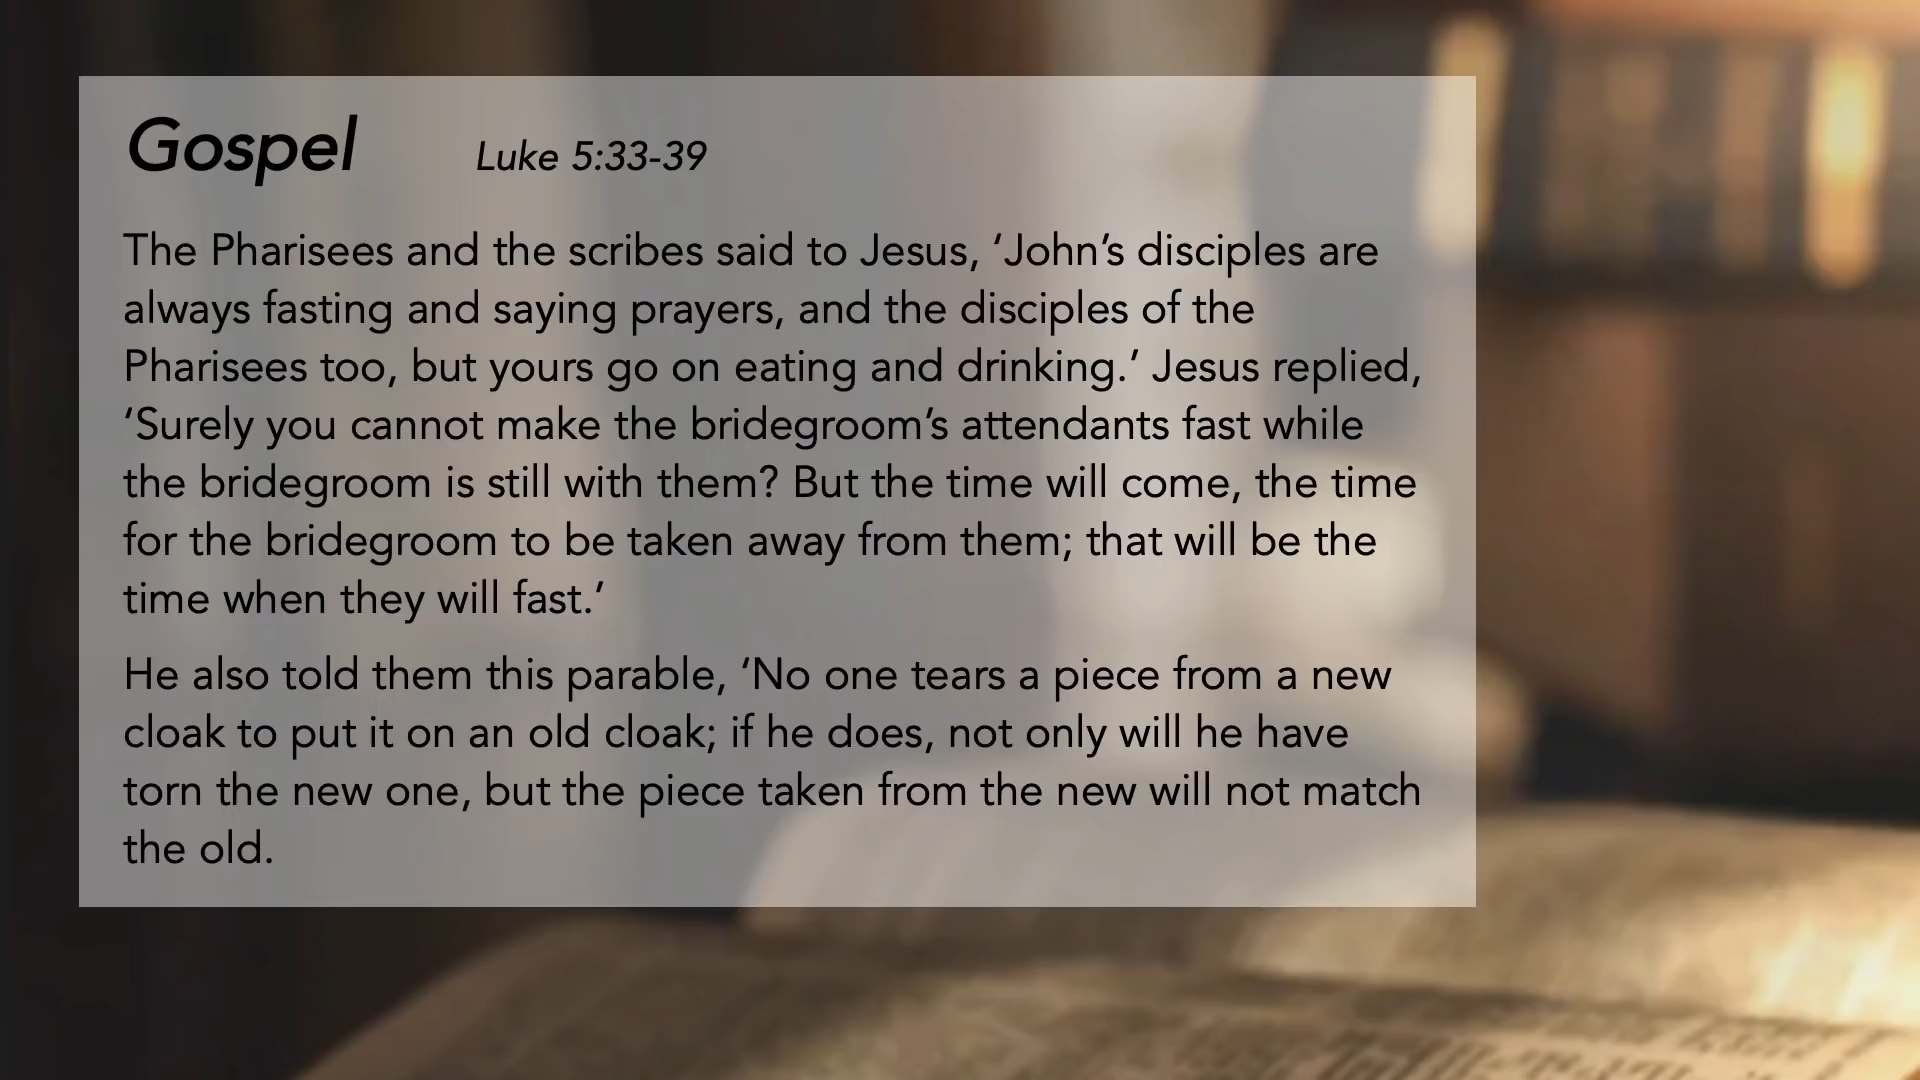 Gospel Luke 5:33-39
The Pharisees and the scribes said to Jesus, ‘John’s disciples are
always fasting and saying prayers, and the disciples of the
Pharisees too, but yours go on eating and drinking.’ Jesus replied,
‘Surely you cannot make the bridegroom’s attendants fast while
the bridegroom is still with them? But the time will come, the time
for the bridegroom to be taken away from them; that will be the
time when they will fast.’
He also told them this parable, ‘No one tears a piece from a new
cloak to put it on an old cloak; if he does, not only will he have
torn the new one, but the piece taken from the new will not match
the old.